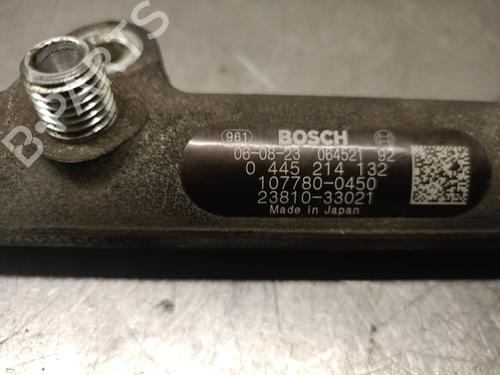 961 BOSCH
06-08-23 064521 92
0 445 214 132
107780-0450
23810-33021
Made in Japan
B-PARTS